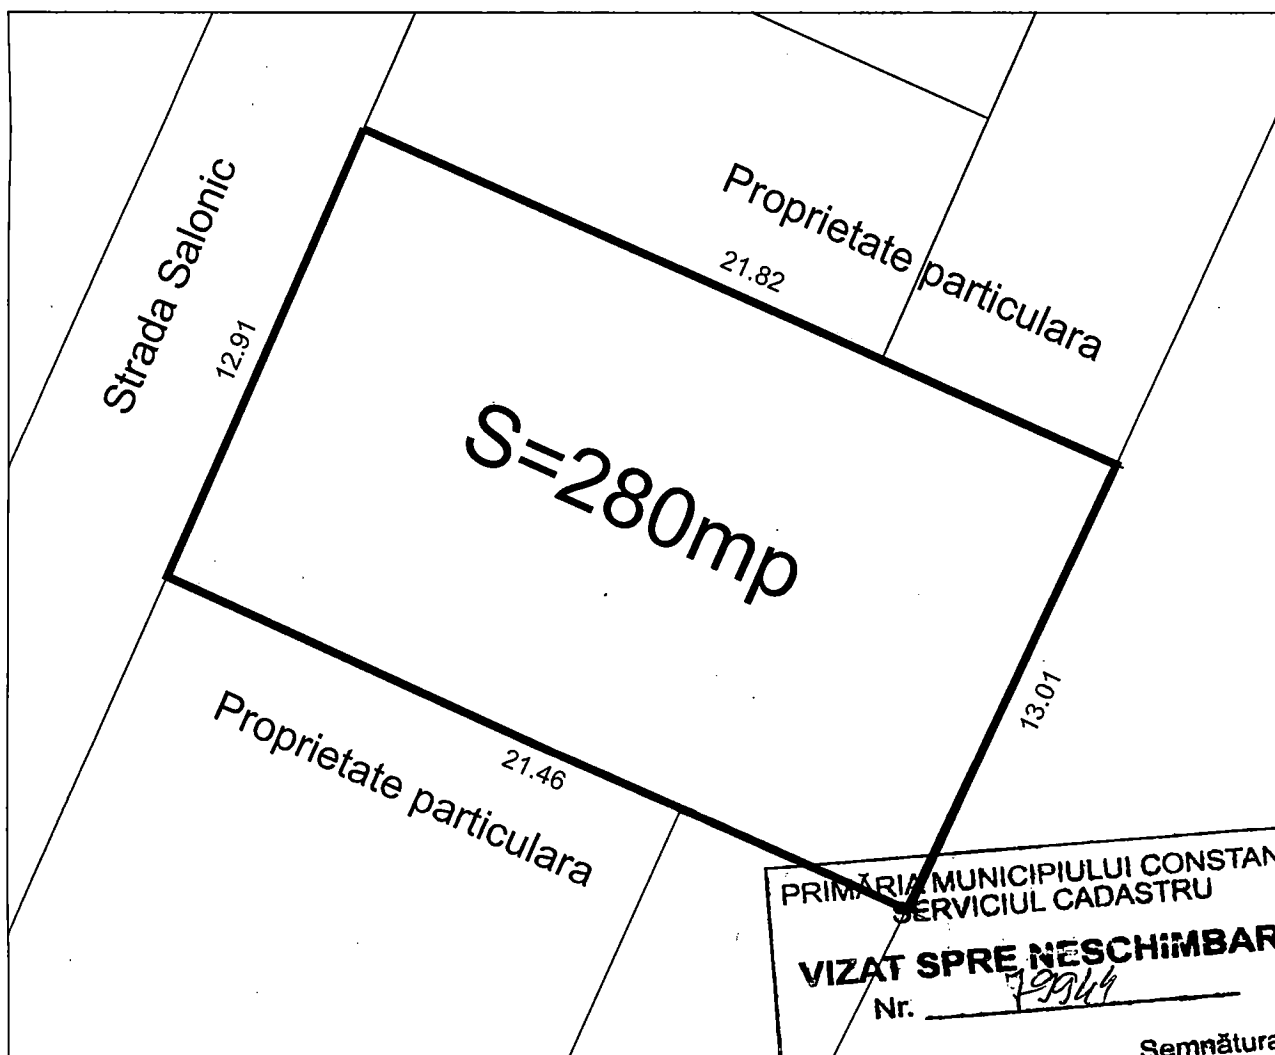 Proprietate particulara
21.82
Strada Salonic
12.91
S=280mp
13.01
21.46
Proprietate particulara
PRIMĂRIA MUNICIPIULUI CONSTAN
SERVICIUL CADASTRU
VIZAT SPRE NESCHIMBAR
Nr. 79944
Semnătura